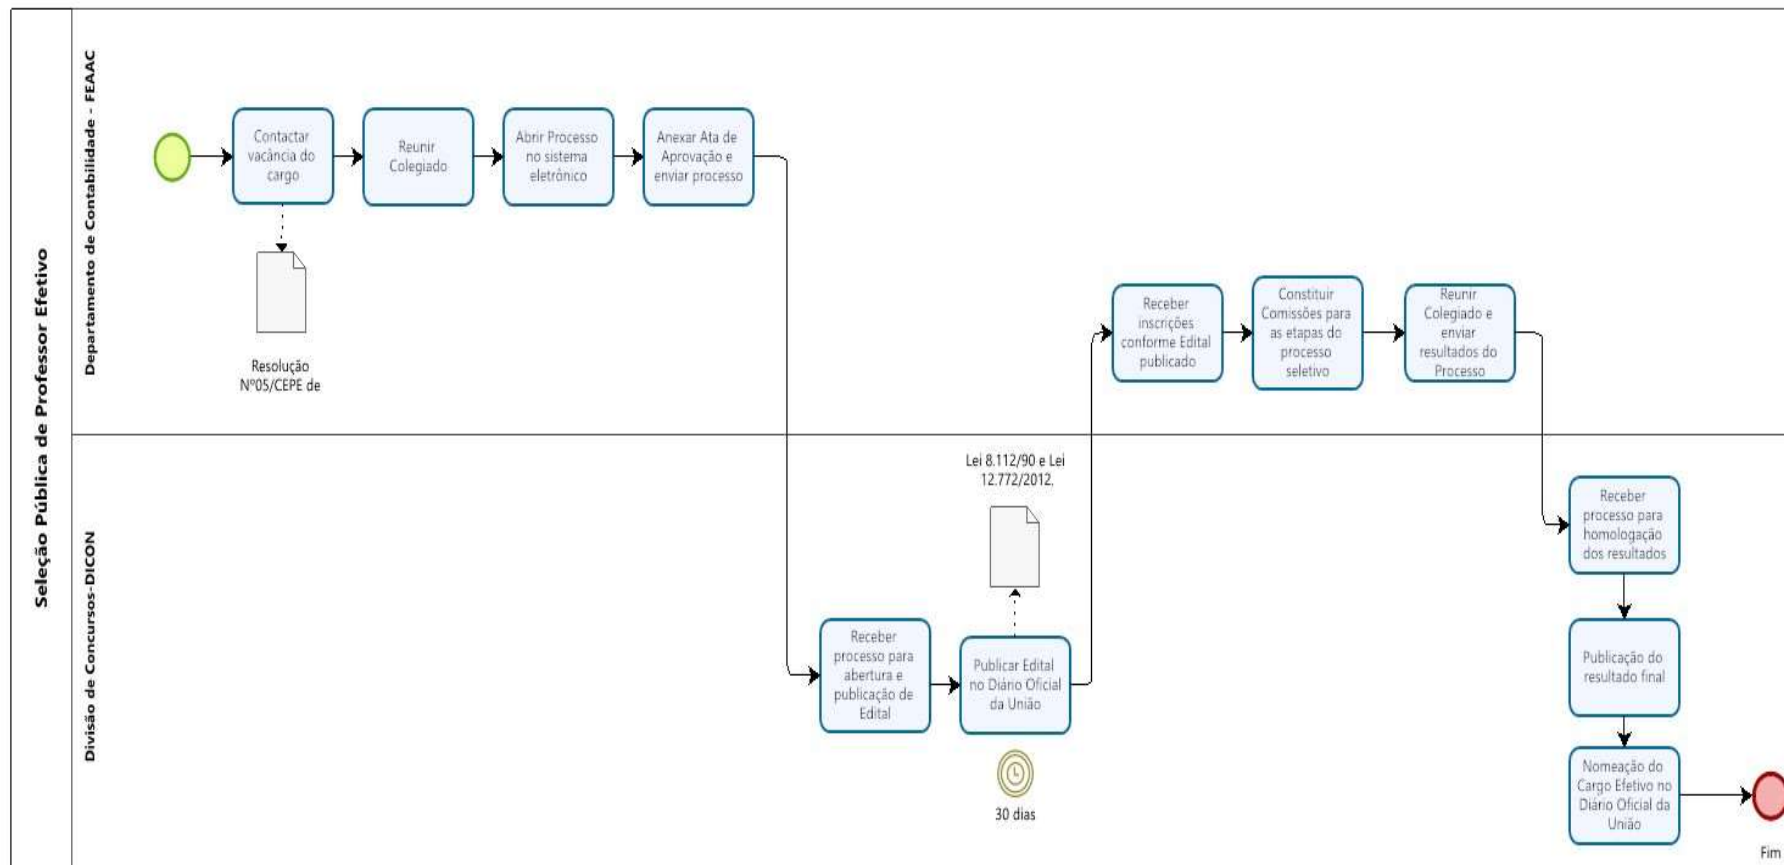 Seleção Pública de Professor Efetivo
Departamento de Contabilidade - FEAAC
Contactar
vacância do
cargo
Reunir
Colegiado
Abrir Processo
no sistema
eletrônico
Anexar Ata de
Aprovação e
enviar processo
Resolução
Nº05/CEPE de
Receber
inscrições
conforme Edital
publicado
Constituir
Comissões para
as etapas do
processo
seletivo
Reunir
Colegiado e
enviar
resultados do
Processo
Divisão de Concursos-DICON
Receber
processo para
abertura e
publicação de
Edital
Lei 8.112/90 e Lei
12.772/2012.
Publicar Edital
no Diário Oficial
da União
30 dias
Receber
processo para
homologação
dos resultados
Publicação do
resultado final
Nomeação do
Cargo Efetivo no
Diário Oficial da
União
Fim